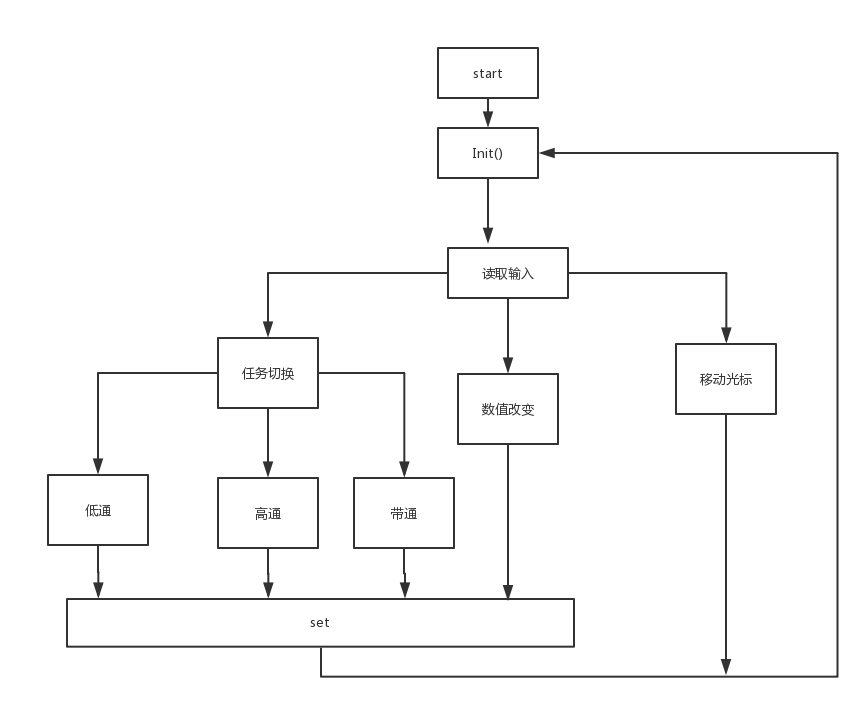 start
Init()
读取输入
任务切换
数值改变
移动光标
低通
高通
带通
set